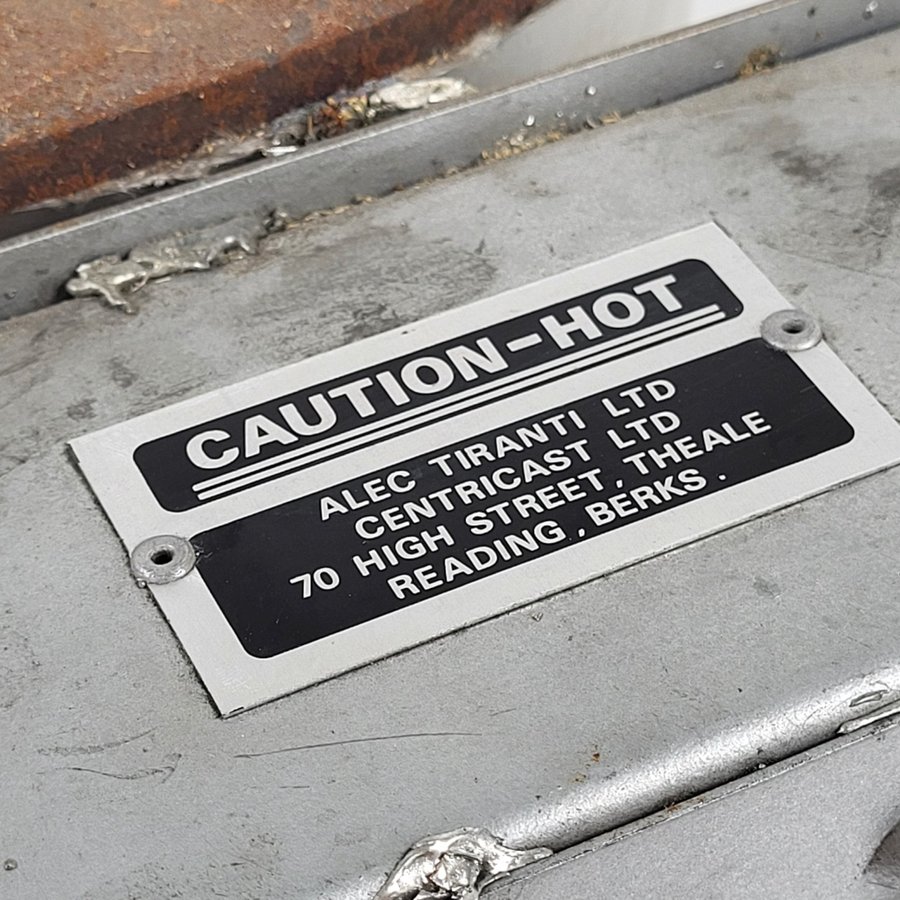 CAUTION-HOT
ALEC TIRANTI LTD
CENTRICAST LTD
70 HIGH STREET, THEALE
READING, BERKS.